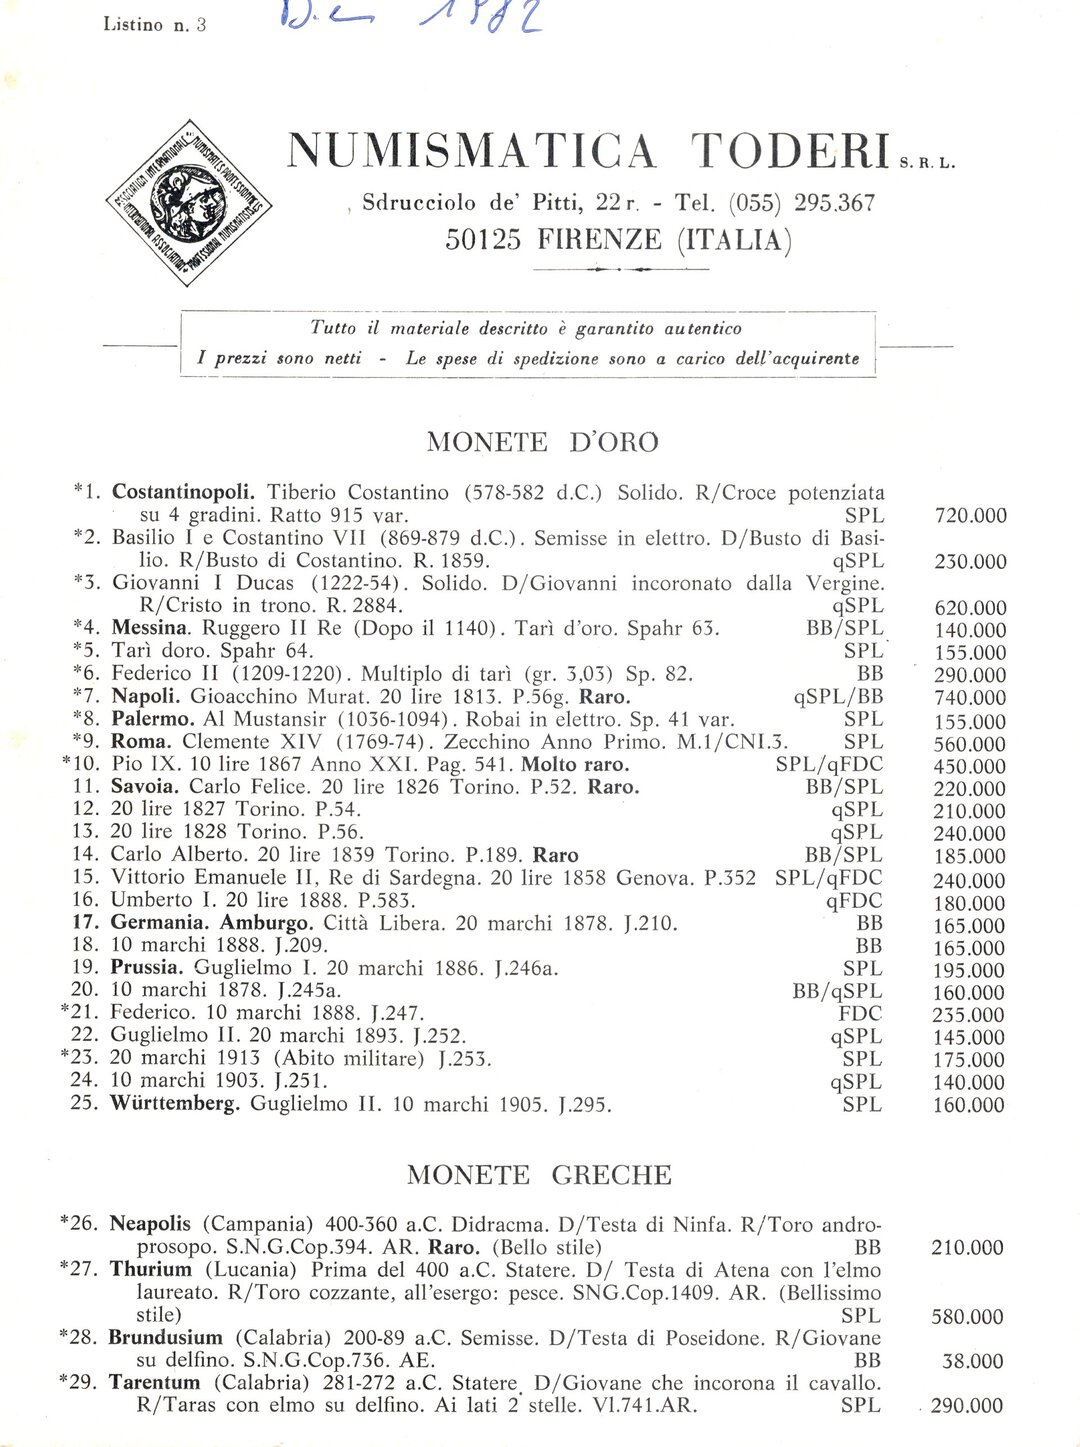 Listino n. 3
Dic 1982
ASSOCIATION INTERNATIONALE DES NUMISMATES PROFESSIONNELS
INTERNATIONAL ASSOCIATION OF PROFESSIONAL NUMISMATISTS
NUMISMATICA TODERI S. R. L.
Sdrucciolo de' Pitti, 22 r. - Tel. (055) 295.367
50125 FIRENZE (ITALIA)
Tutto il materiale descritto è garantito autentico
I prezzi sono netti - Le spese di spedizione sono a carico dell'acquirente
MONETE D'ORO
*1. Costantinopoli. Tiberio Costantino (578-582 d.C.) Solido. R/Croce potenziata
su 4 gradini. Ratto 915 var. SPL 720.000
*2. Basilio I e Costantino VII (869-879 d.C.). Semisse in elettro. D/Busto di Basi-
lio. R/Busto di Costantino. R. 1859. qSPL 230.000
*3. Giovanni I Ducas (1222-54). Solido. D/Giovanni incoronato dalla Vergine.
R/Cristo in trono. R. 2884. qSPL 620.000
*4. Messina. Ruggero II Re (Dopo il 1140). Tarì d'oro. Spahr 63. BB/SPL 140.000
*5. Tarì doro. Spahr 64. SPL 155.000
*6. Federico II (1209-1220). Multiplo di tarì (gr. 3,03) Sp. 82. BB 290.000
*7. Napoli. Gioacchino Murat. 20 lire 1813. P.56g. Raro. qSPL/BB 740.000
*8. Palermo. Al Mustansir (1036-1094). Robai in elettro. Sp. 41 var. SPL 155.000
*9. Roma. Clemente XIV (1769-74). Zecchino Anno Primo. M.1/CNI.3. SPL 560.000
*10. Pio IX. 10 lire 1867 Anno XXI. Pag. 541. Molto raro. SPL/qFDC 450.000
11. Savoia. Carlo Felice. 20 lire 1826 Torino. P.52. Raro. BB/SPL 220.000
12. 20 lire 1827 Torino. P.54. qSPL 210.000
13. 20 lire 1828 Torino. P.56. qSPL 240.000
14. Carlo Alberto. 20 lire 1839 Torino. P.189. Raro BB/SPL 185.000
15. Vittorio Emanuele II, Re di Sardegna. 20 lire 1858 Genova. P.352 SPL/qFDC 240.000
16. Umberto I. 20 lire 1888. P.583. qFDC 180.000
17. Germania. Amburgo. Città Libera. 20 marchi 1878. J.210. BB 165.000
18. 10 marchi 1888. J.209. BB 165.000
19. Prussia. Guglielmo I. 20 marchi 1886. J.246a. SPL 195.000
20. 10 marchi 1878. J.245a. BB/qSPL 160.000
*21. Federico. 10 marchi 1888. J.247. FDC 235.000
22. Guglielmo II. 20 marchi 1893. J.252. qSPL 145.000
*23. 20 marchi 1913 (Abito militare) J.253. SPL 175.000
24. 10 marchi 1903. J.251. qSPL 140.000
25. Württemberg. Guglielmo II. 10 marchi 1905. J.295. SPL 160.000
MONETE GRECHE
*26. Neapolis (Campania) 400-360 a.C. Didracma. D/Testa di Ninfa. R/Toro andro-
prosopo. S.N.G.Cop.394. AR. Raro. (Bello stile) BB 210.000
*27. Thurium (Lucania) Prima del 400 a.C. Statere. D/ Testa di Atena con l'elmo
laureato. R/Toro cozzante, all'esergo: pesce. SNG.Cop.1409. AR. (Bellissimo
stile) SPL 580.000
*28. Brundusium (Calabria) 200-89 a.C. Semisse. D/Testa di Poseidone. R/Giovane
su delfino. S.N.G.Cop.736. AE. BB 38.000
*29. Tarentum (Calabria) 281-272 a.C. Statere. D/Giovane che incorona il cavallo.
R/Taras con elmo su delfino. Ai lati 2 stelle. Vl.741.AR. SPL 290.000